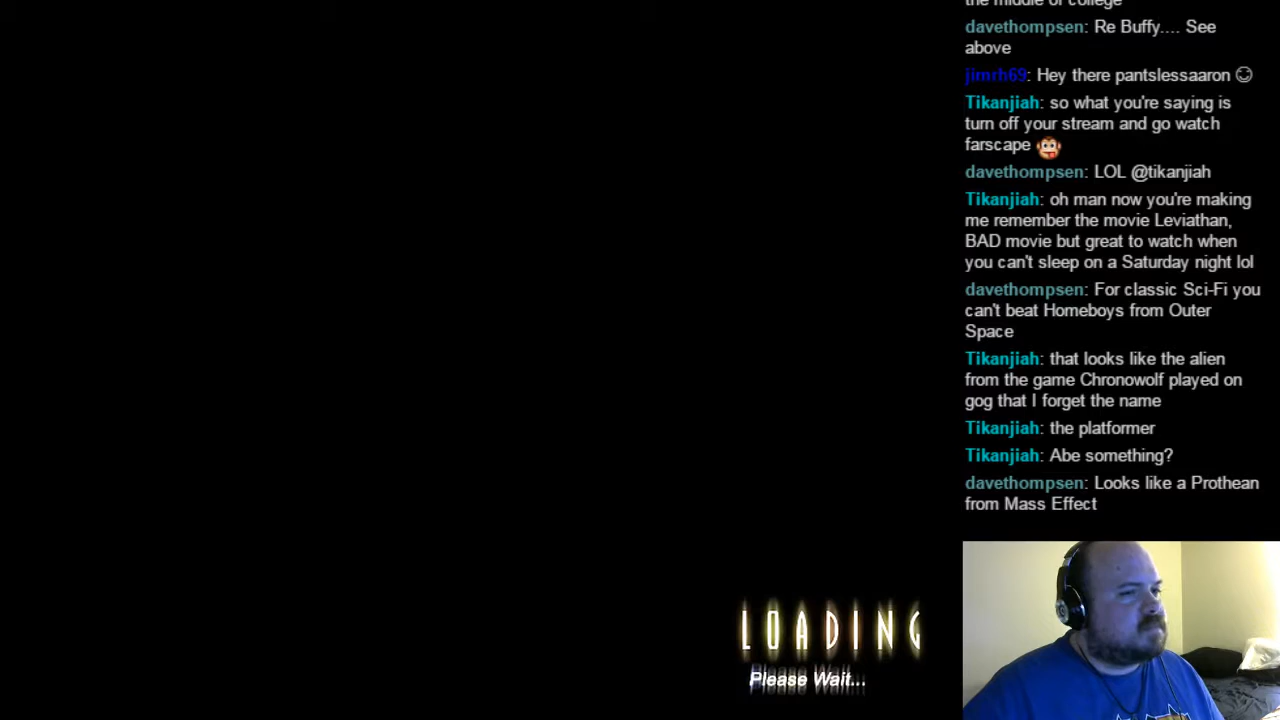 the middle of college
davethompsen: Re Buffy.... See
above
jimrh69: Hey there pantslessaaron
Tikanjiah: so what you're saying is
turn off your stream and go watch
farscape
davethompsen: LOL @tikanjiah
Tikanjiah: oh man now you're making
me remember the movie Leviathan,
BAD movie but great to watch when
you can't sleep on a Saturday night lol
davethompsen: For classic Sci-Fi you
can't beat Homeboys from Outer
Space
Tikanjiah: that looks like the alien
from the game Chronowolf played on
gog that I forget the name
Tikanjiah: the platformer
Tikanjiah: Abe something?
davethompsen: Looks like a Prothean
from Mass Effect
LOADING
Please Wait...